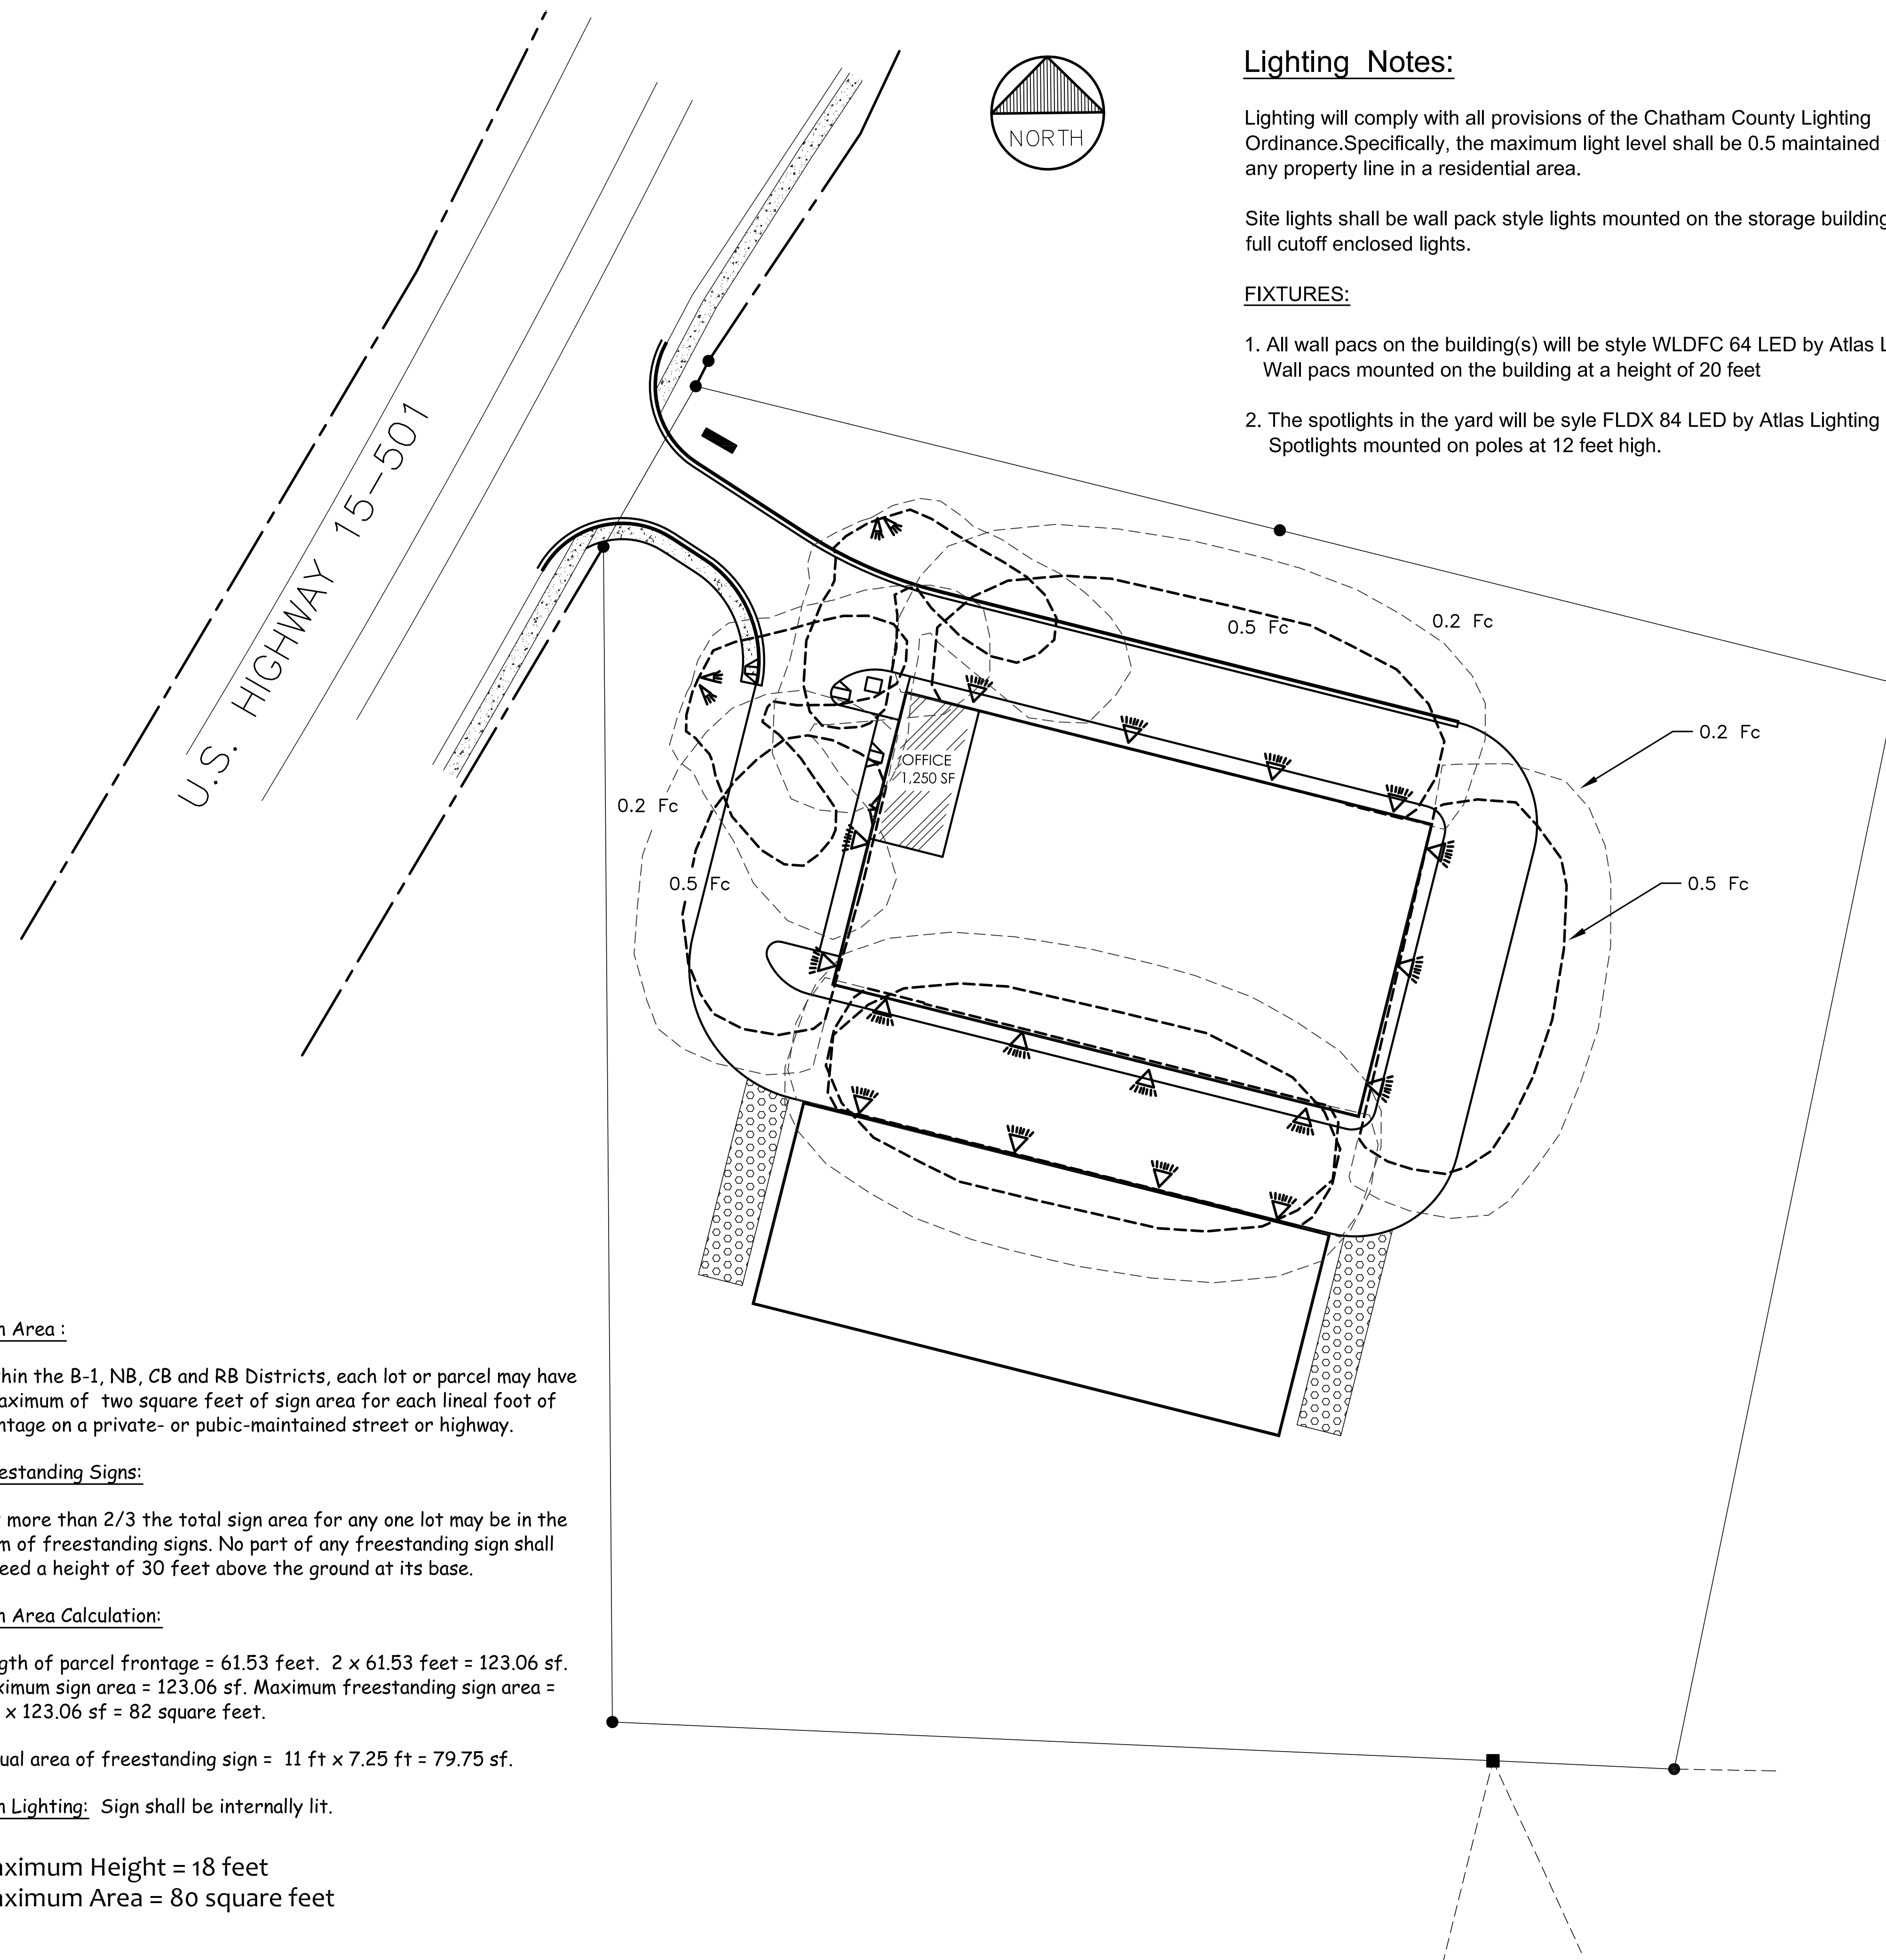 Lighting Notes:
Lighting will comply with all provisions of the Chatham County Lighting
Ordinance.Specifically, the maximum light level shall be 0.5 maintained
any property line in a residential area.
Site lights shall be wall pack style lights mounted on the storage building
full cutoff enclosed lights.
FIXTURES:
1. All wall pacs on the building(s) will be style WLDFC 64 LED by Atlas L
Wall pacs mounted on the building at a height of 20 feet
2. The spotlights in the yard will be syle FLDX 84 LED by Atlas Lighting
Spotlights mounted on poles at 12 feet high.
NORTH
U.S. HIGHWAY 15-501
0.5 Fc
0.2 Fc
0.2 Fc
OFFICE
1,250 SF
0.2 Fc
0.5 Fc
0.5 Fc
n Area :
hin the B-1, NB, CB and RB Districts, each lot or parcel may have
aximum of two square feet of sign area for each lineal foot of
ntage on a private- or pubic-maintained street or highway.
estanding Signs:
more than 2/3 the total sign area for any one lot may be in the
m of freestanding signs. No part of any freestanding sign shall
eed a height of 30 feet above the ground at its base.
n Area Calculation:
gth of parcel frontage = 61.53 feet. 2 x 61.53 feet = 123.06 sf.
ximum sign area = 123.06 sf. Maximum freestanding sign area =
x 123.06 sf = 82 square feet.
ual area of freestanding sign = 11 ft x 7.25 ft = 79.75 sf.
n Lighting: Sign shall be internally lit.
aximum Height = 18 feet
aximum Area = 80 square feet